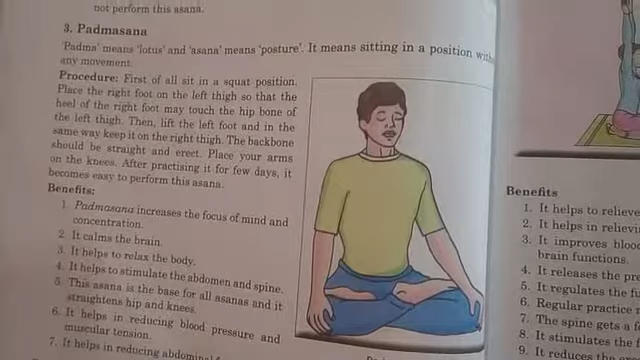 not perform this asana.
3. Padmasana
'Padma' means 'lotus' and 'asana' means 'posture'. It means sitting in a position
any movement.
Procedure: First of all sit in a squat position.
Place the right foot on the left thigh so that the
heel of the right foot may touch the hip bone of
the left thigh. Then, lift the left foot and in the
same way keep it on the right thigh. The backbone
should be straight and erect. Place your arms
on the knees. After practising it for few days, it
becomes easy to perform this asana.
Benefits:
1. Padmasana increases the focus of mind and
concentration.
2. It calms the brain.
3. It helps to relax the body.
4. It helps to stimulate the abdomen and spine.
5. This asana is the base for all asanas and it
straightens hip and knees.
6. It helps in reducing blood pressure and
muscular tension.
7. It helps in reducing
Benefits
1. It helps to
2. It helps in
3. It improves
brain functions.
4. It releases the
5. It regulates the
6. Regular practice
7. The spine gets a
8. It stimulates the
9. It reduces the